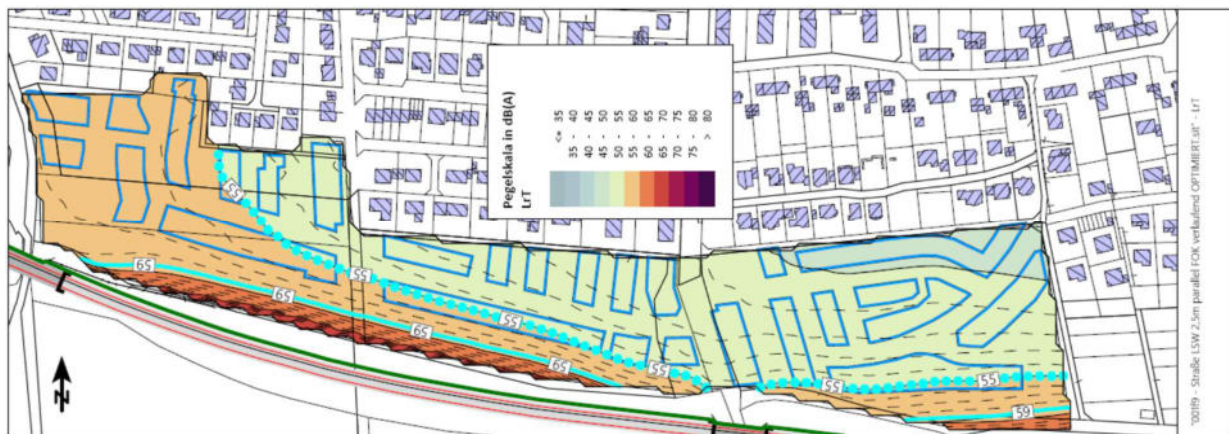 Pegelskala in dB(A)
LrT
<= 35
35 - 40
40 - 45
45 - 50
50 - 55
55 - 60
60 - 65
65 - 70
70 - 75
75 - 80
> 80
N
59
59
59
59
55
55
55
55
55
55
"001ff9 - Straße LSW 2,5m parallel FOK verlaufend OPTIMIERT.sit" - LrT